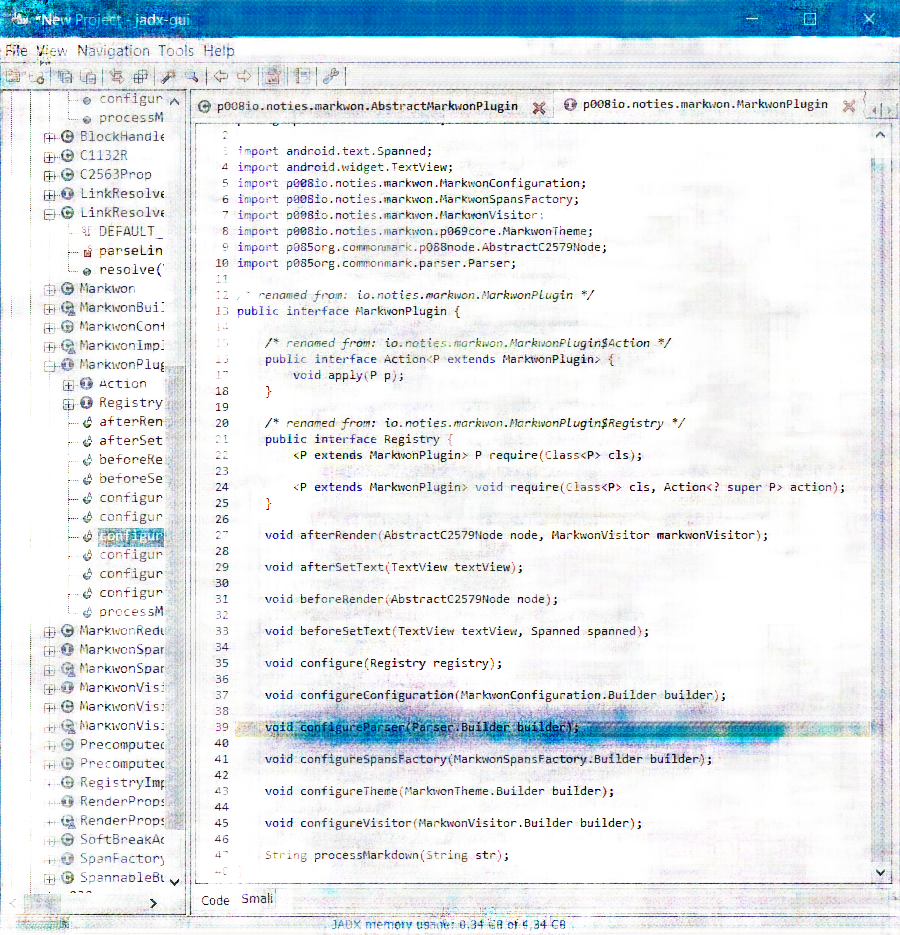 *New Project - jadx-gui
File View Navigation Tools Help
configur
processM
BlockHandle
C1132R
C2563Prop
LinkResolve
LinkResolve
DEFAULT_
parseLin
resolve(
Markwon
MarkwonBuil
MarkwonConf
MarkwonImpl
MarkwonPlug
Action
Registry
afterRen
afterSet
beforeRe
beforeSe
configur
configur
configur
configur
configur
configur
processM
MarkwonRedu
MarkwonSpan
MarkwonSpan
MarkwonVisi
MarkwonVisi
MarkwonVisi
Precomputed
Precomputed
RegistryImp
RenderProps
RenderProps
SoftBreakAd
SpanFactory
SpannableBu
p008io.noties.markwon.AbstractMarkwonPlugin
p008io.noties.markwon.MarkwonPlugin
2
3 import android.text.Spanned;
4 import android.widget.TextView;
5 import p008io.noties.markwon.MarkwonConfiguration;
6 import p008io.noties.markwon.MarkwonSpansFactory;
7 import p008io.noties.markwon.MarkwonVisitor;
8 import p008io.noties.markwon.p069core.MarkwonTheme;
9 import p085org.commonmark.p088node.AbstractC2579Node;
10 import p085org.commonmark.parser.Parser;
11
12 /* renamed from: io.noties.markwon.MarkwonPlugin */
13 public interface MarkwonPlugin {
14
15 /* renamed from: io.noties.markwon.MarkwonPlugin$Action */
16 public interface Action<P extends MarkwonPlugin> {
17 void apply(P p);
18 }
19
20 /* renamed from: io.noties.markwon.MarkwonPlugin$Registry */
21 public interface Registry {
22 <P extends MarkwonPlugin> P require(Class<P> cls);
23
24 <P extends MarkwonPlugin> void require(Class<P> cls, Action<? super P> action);
25 }
26
27 void afterRender(AbstractC2579Node node, MarkwonVisitor markwonVisitor);
28
29 void afterSetText(TextView textView);
30
31 void beforeRender(AbstractC2579Node node);
32
33 void beforeSetText(TextView textView, Spanned spanned);
34
35 void configure(Registry registry);
36
37 void configureConfiguration(MarkwonConfiguration.Builder builder);
38
39 void configureParser(Parser.Builder builder);
40
41 void configureSpansFactory(MarkwonSpansFactory.Builder builder);
42
43 void configureTheme(MarkwonTheme.Builder builder);
44
45 void configureVisitor(MarkwonVisitor.Builder builder);
46
47 String processMarkdown(String str);
Code Smali
JADX memory usage: 0.34 GB of 4.34 GB